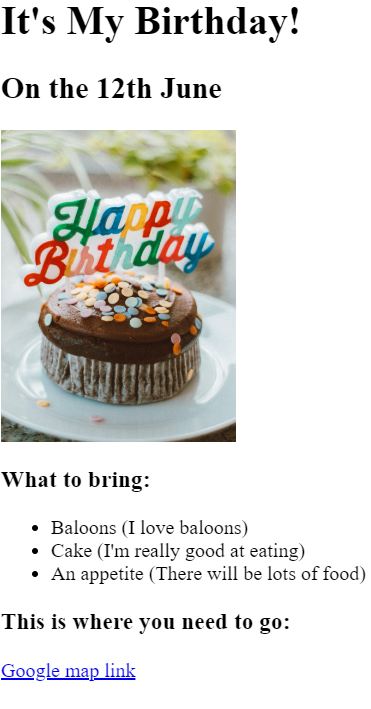 It's My Birthday!
On the 12th June
Happy
Birthday
What to bring:
Baloons (I love baloons)
Cake (I'm really good at eating)
An appetite (There will be lots of food)
This is where you need to go:
Google map link